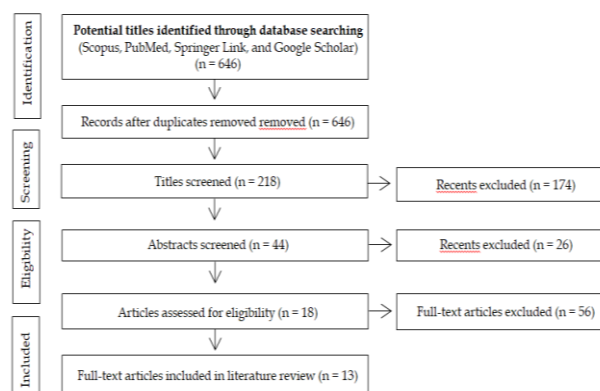 Identification
Potential titles identified through database searching
(Scopus, PubMed, Springer Link, and Google Scholar)
(n = 646)
Records after duplicates removed removed (n = 646)
Screening
Titles screened (n = 218)
Recents excluded (n = 174)
Eligibility
Abstracts screened (n = 44)
Recents excluded (n = 26)
Articles assessed for eligibility (n = 18)
Full-text articles excluded (n = 56)
Included
Full-text articles included in literature review (n = 13)